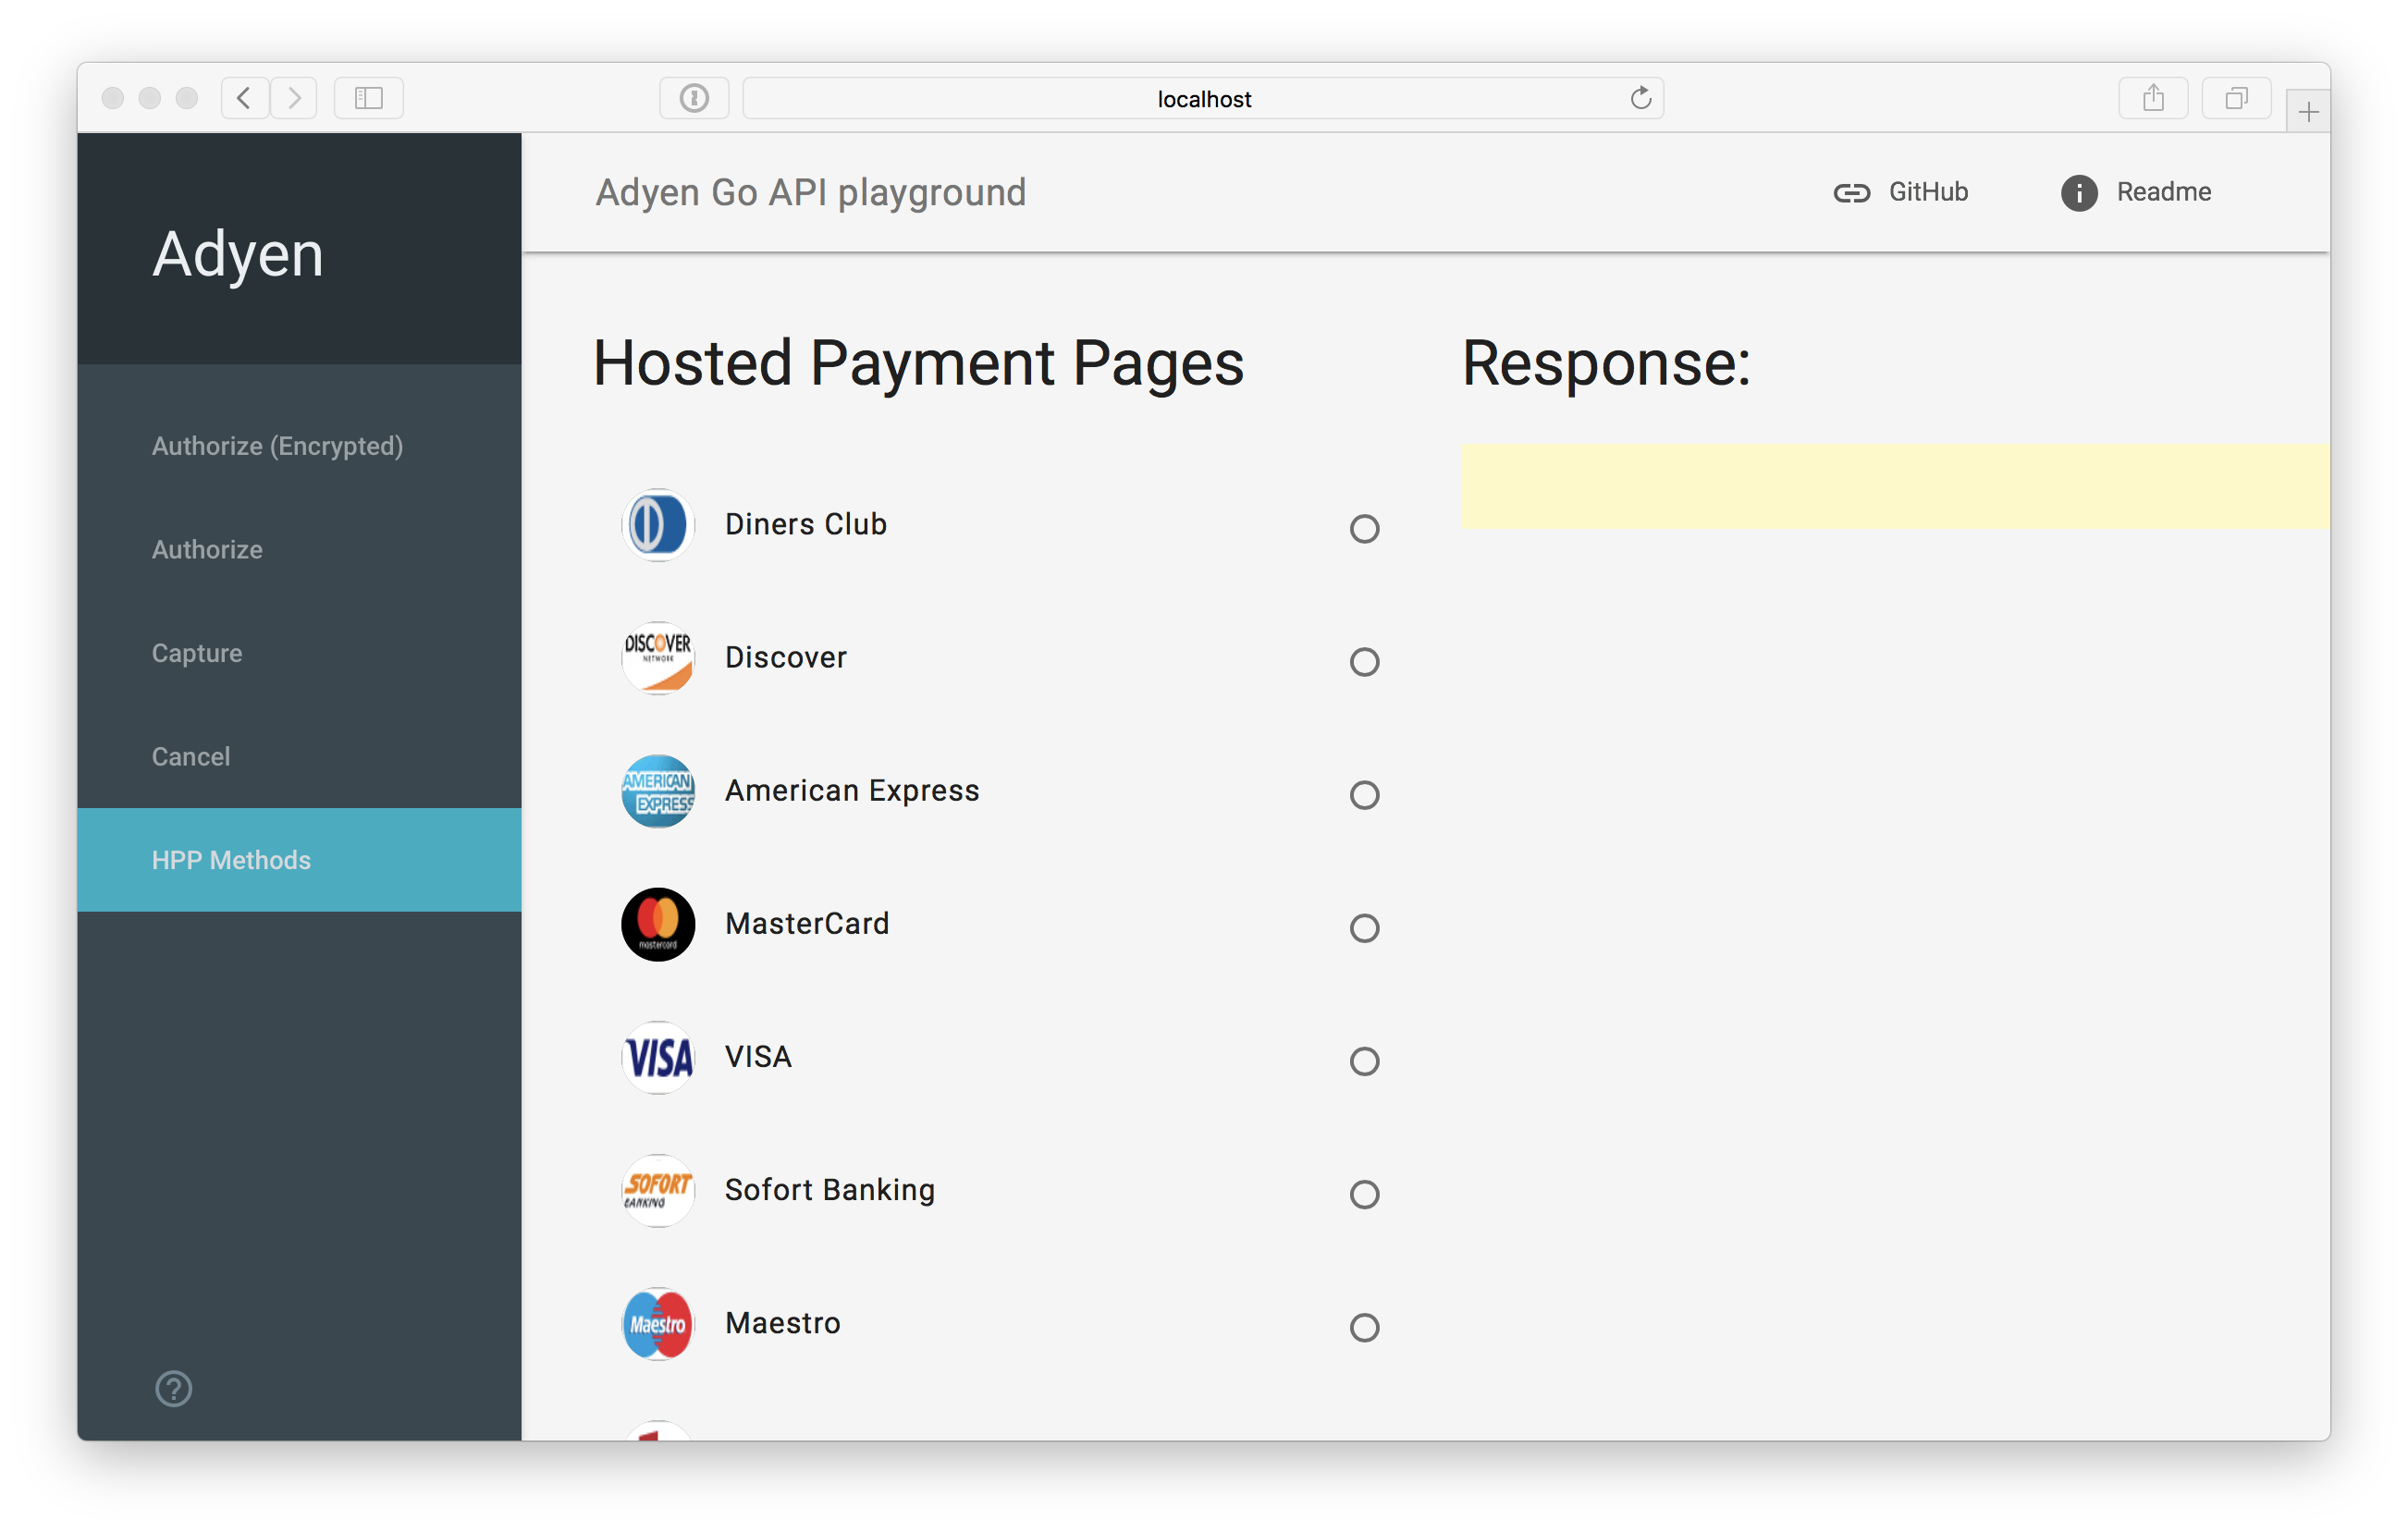 localhost
Adyen
Adyen Go API playground
GitHub
Readme
Authorize (Encrypted)
Authorize
Capture
Cancel
HPP Methods
Hosted Payment Pages
Diners Club
DISCOVER
NETWORK
Discover
AMERICAN
EXPRESS
American Express
mastercard
MasterCard
VISA
VISA
SOFORT
BANKING
Sofort Banking
Maestro
Maestro
Response: